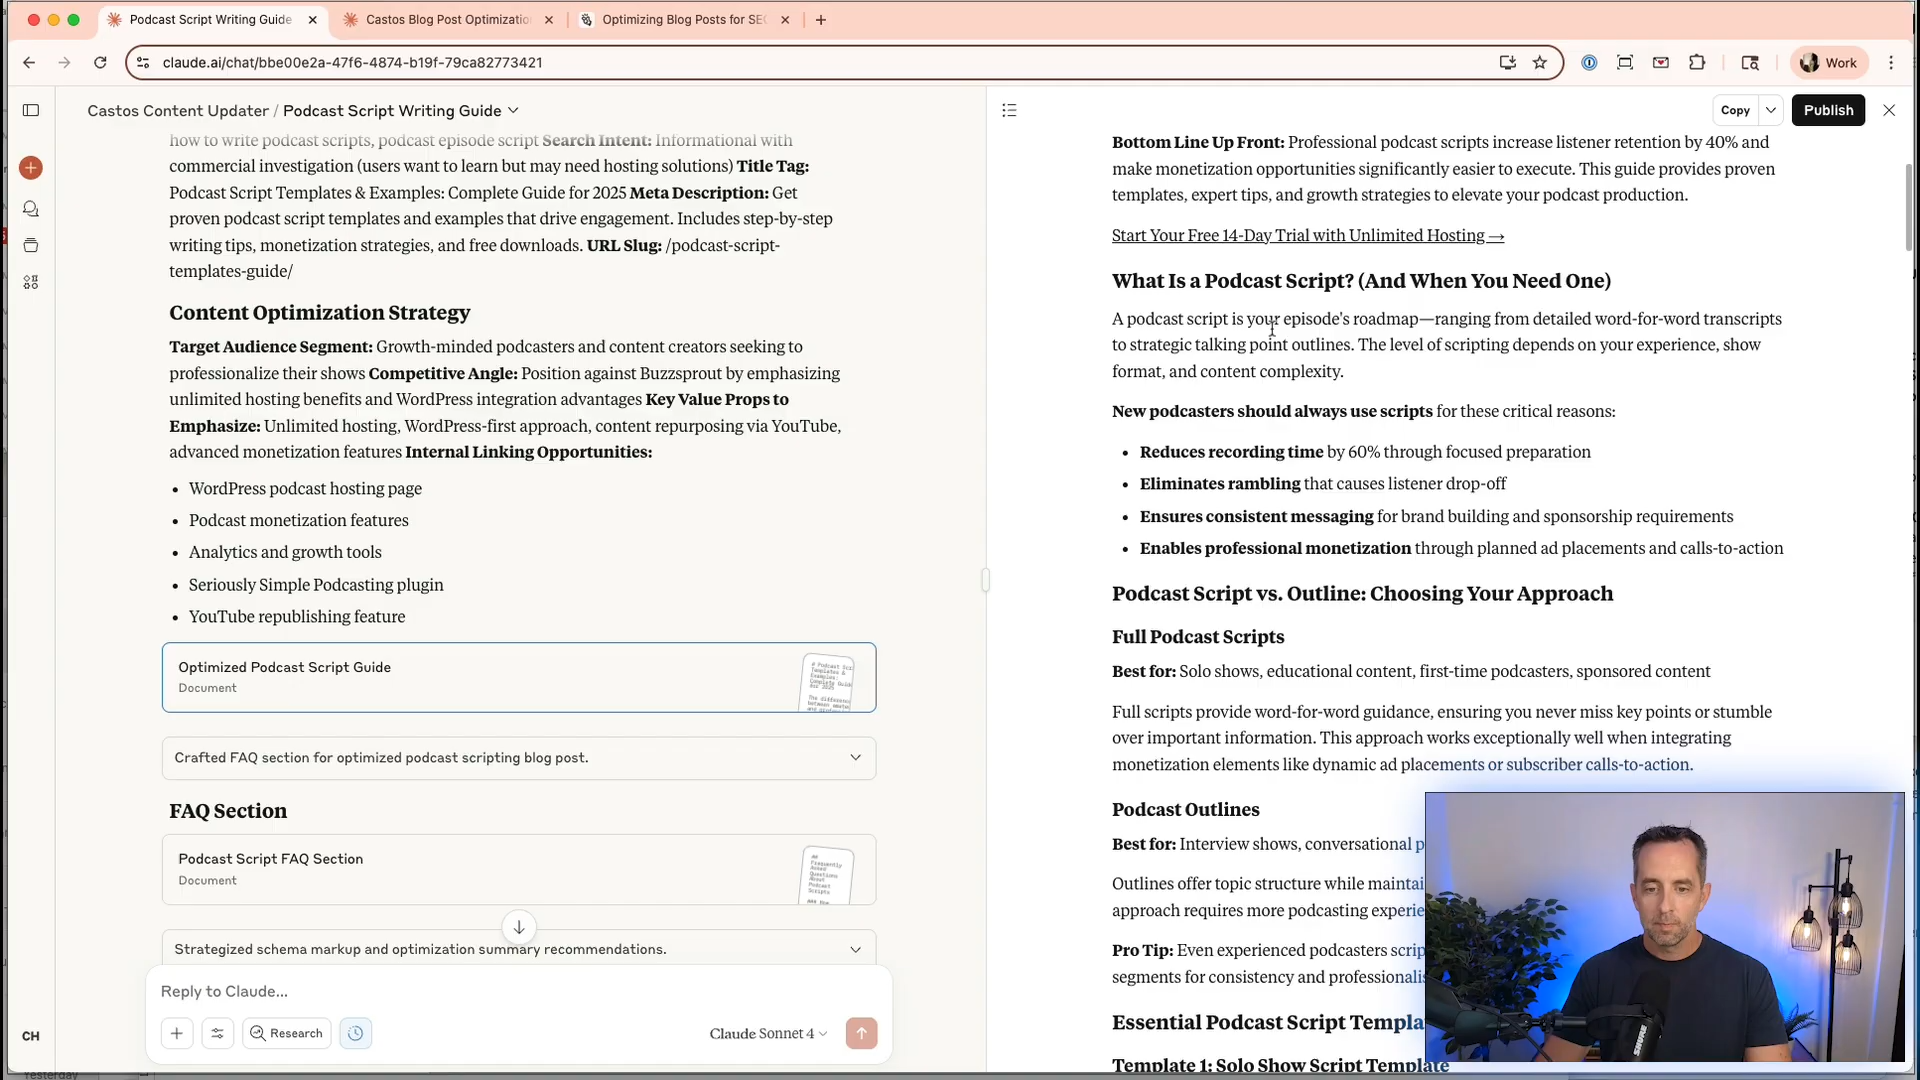 Podcast Script Writing Guide
Castos Blog Post Optimizatio
Optimizing Blog Posts for SEO
claude.ai/chat/bbe00e2a-47f6-4874-b19f-79ca82773421
Work
Castos Content Updater / Podcast Script Writing Guide
how to write podcast scripts, podcast episode script Search Intent: Informational with
commercial investigation (users want to learn but may need hosting solutions) Title Tag:
Podcast Script Templates & Examples: Complete Guide for 2025 Meta Description: Get
proven podcast script templates and examples that drive engagement. Includes step-by-step
writing tips, monetization strategies, and free downloads. URL Slug: /podcast-script-
templates-guide/
Content Optimization Strategy
Target Audience Segment: Growth-minded podcasters and content creators seeking to
professionalize their shows Competitive Angle: Position against Buzzsprout by emphasizing
unlimited hosting benefits and WordPress integration advantages Key Value Props to
Emphasize: Unlimited hosting, WordPress-first approach, content repurposing via YouTube,
advanced monetization features Internal Linking Opportunities:
• WordPress podcast hosting page
• Podcast monetization features
• Analytics and growth tools
• Seriously Simple Podcasting plugin
• YouTube republishing feature
Optimized Podcast Script Guide
Document
Crafted FAQ section for optimized podcast scripting blog post.
FAQ Section
Podcast Script FAQ Section
Document
Strategized schema markup and optimization summary recommendations.
Reply to Claude...
Research
Claude Sonnet 4
CH
Yesterday
Copy
Publish
Bottom Line Up Front: Professional podcast scripts increase listener retention by 40% and
make monetization opportunities significantly easier to execute. This guide provides proven
templates, expert tips, and growth strategies to elevate your podcast production.
Start Your Free 14-Day Trial with Unlimited Hosting →
What Is a Podcast Script? (And When You Need One)
A podcast script is your episode's roadmap—ranging from detailed word-for-word transcripts
to strategic talking point outlines. The level of scripting depends on your experience, show
format, and content complexity.
New podcasters should always use scripts for these critical reasons:
• Reduces recording time by 60% through focused preparation
• Eliminates rambling that causes listener drop-off
• Ensures consistent messaging for brand building and sponsorship requirements
• Enables professional monetization through planned ad placements and calls-to-action
Podcast Script vs. Outline: Choosing Your Approach
Full Podcast Scripts
Best for: Solo shows, educational content, first-time podcasters, sponsored content
Full scripts provide word-for-word guidance, ensuring you never miss key points or stumble
over important information. This approach works exceptionally well when integrating
monetization elements like dynamic ad placements or subscriber calls-to-action.
Podcast Outlines
Best for: Interview shows, conversational p
Outlines offer topic structure while maintai
approach requires more podcasting experie
Pro Tip: Even experienced podcasters scrip
segments for consistency and professionalis
Essential Podcast Script Templa
Template 1: Solo Show Script Template
SHURE